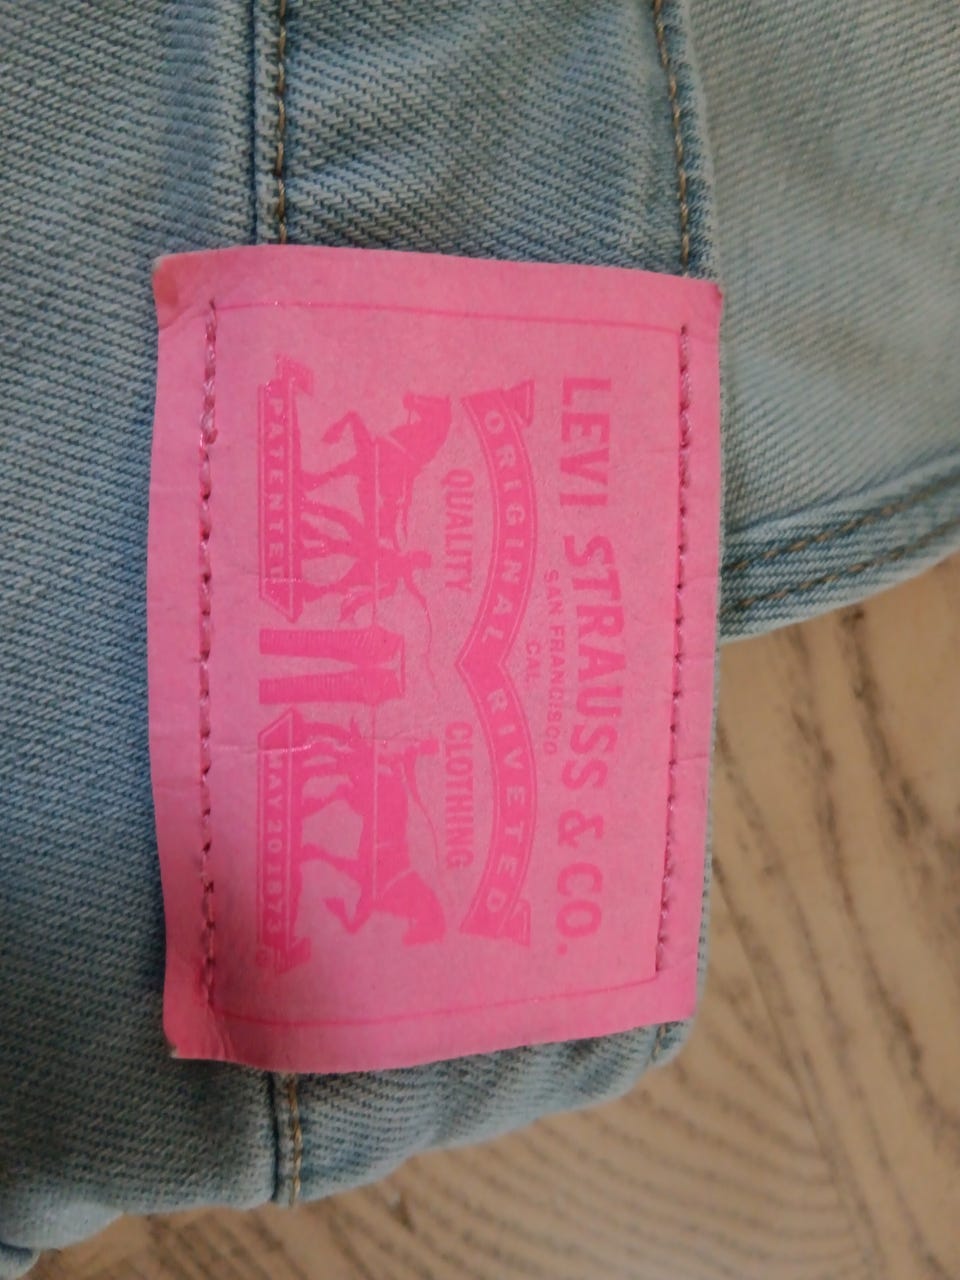 LEVI STRAUSS & CO.
SAN FRANCISCO
CAL.
ORIGINAL RIVETED
QUALITY CLOTHING
PATENTED MAY 20 1873
®